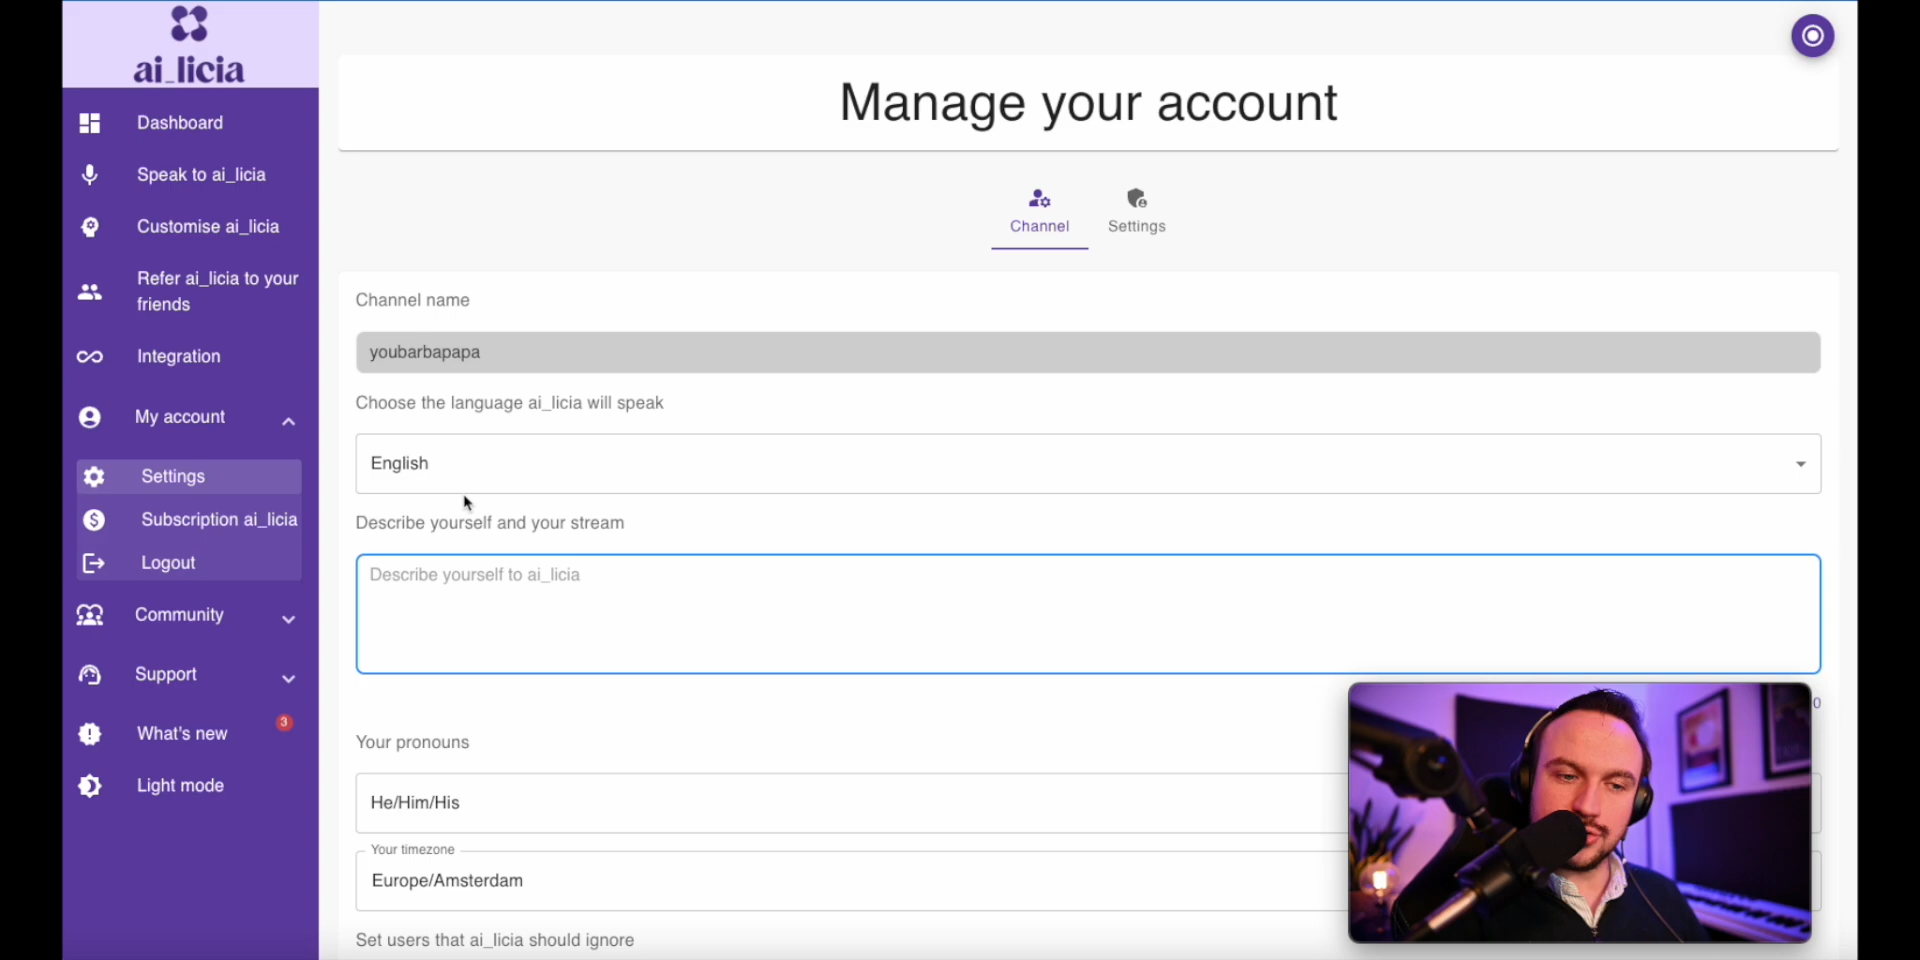 ai_licia
Dashboard
Speak to ai_licia
Customise ai_licia
Refer ai_licia to your
friends
Integration
My account
Settings
Subscription ai_licia
Logout
Community
Support
What's new
3
Light mode
Manage your account
Channel
Settings
Channel name
youbarbapapa
Choose the language ai_licia will speak
English
Describe yourself and your stream
Describe yourself to ai_licia
0
Your pronouns
He/Him/His
Your timezone
Europe/Amsterdam
Set users that ai_licia should ignore